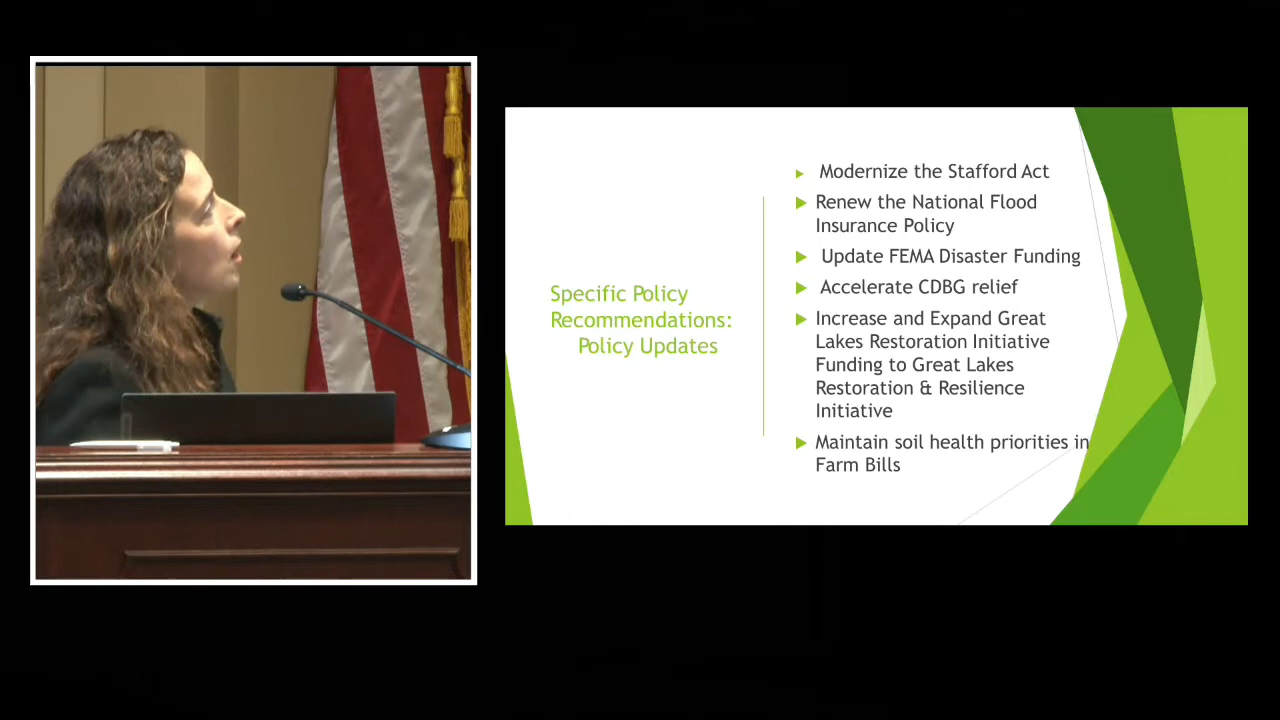 Specific Policy
Recommendations:
Policy Updates
Modernize the Stafford Act
Renew the National Flood
Insurance Policy
Update FEMA Disaster Funding
Accelerate CDBG relief
Increase and Expand Great
Lakes Restoration Initiative
Funding to Great Lakes
Restoration & Resilience
Initiative
Maintain soil health priorities in
Farm Bills